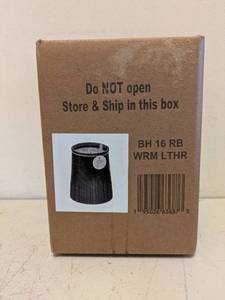 Do NOT open
Store & Ship in this box
BH 16 RB
WRM LTHR